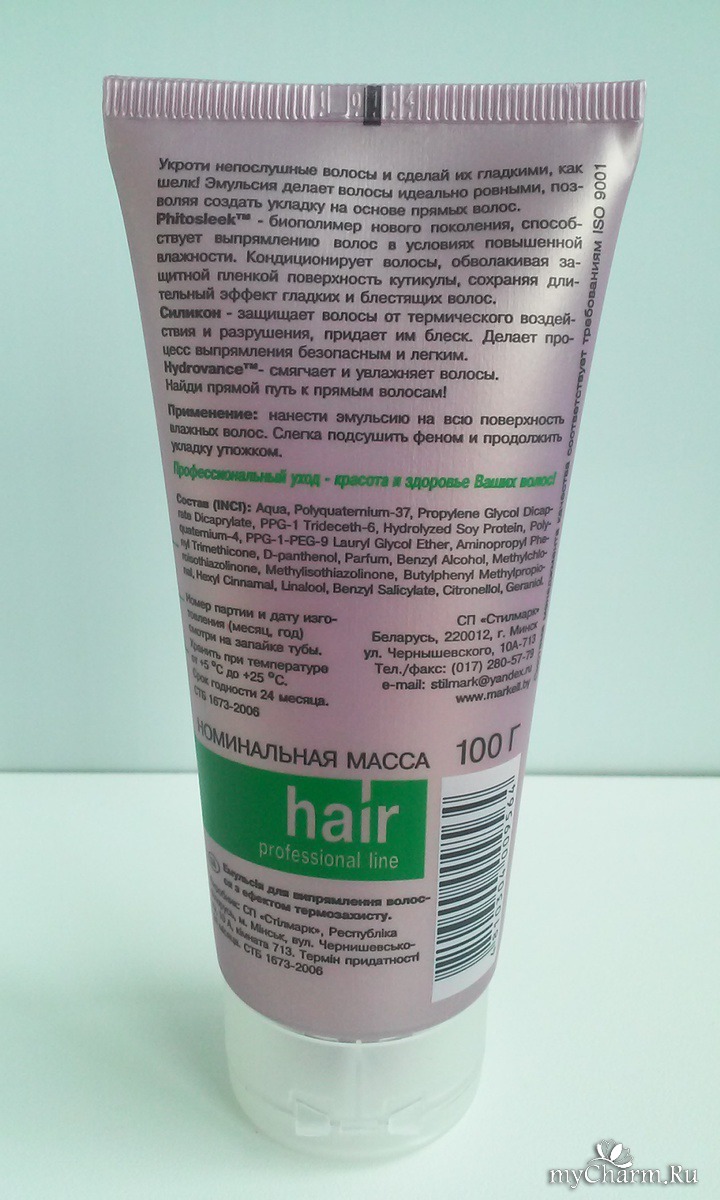 Укроти непослушные волосы и сделай их гладкими, как
шелк! Эмульсия делает волосы идеально ровными, поз-
воляя создать укладку на основе прямых волос.
Phitosleek™ - биополимер нового поколения, способ-
ствует выпрямлению волос в условиях повышенной
влажности. Кондиционирует волосы, обволакивая за-
щитной пленкой поверхность кутикулы, сохраняя дли-
тельный эффект гладких и блестящих волос.
Силикон - защищает волосы от термического воздей-
ствия и разрушения, придает им блеск. Делает про-
цесс выпрямления безопасным и легким.
Hydrovance™- смягчает и увлажняет волосы.
Найди прямой путь к прямым волосам!
Применение: нанести эмульсию на всю поверхность
влажных волос. Слегка подсушить феном и продолжить
укладку утюжком.
Профессиональный уход - красота и здоровье Ваших волос!
Состав (INCI): Aqua, Polyquaternium-37, Propylene Glycol Dicap-
rate Dicaprylate, PPG-1 Trideceth-6, Hydrolyzed Soy Protein, Poly-
quaternium-4, PPG-1-PEG-9 Lauryl Glycol Ether, Aminopropyl Phe-
nyl Trimethicone, D-panthenol, Parfum, Benzyl Alcohol, Methylchlo-
roisothiazolinone, Methylisothiazolinone, Butylphenyl Methylpropio-
nal, Hexyl Cinnamal, Linalool, Benzyl Salicylate, Citronellol, Geraniol.
Номер партии и дату изго-
товления (месяц, год)
смотри на запайке тубы.
Хранить при температуре
от +5 °C до +25 °C.
Срок годности 24 месяца.
СТБ 1673-2006
СП «Стилмарк»
Беларусь, 220012, г. Минск
ул. Чернышевского, 10А-713
Тел./факс: (017) 280-57-79
e-mail: stilmark@yandex.ru
www.markell.by
качества соответствует требованиям ISO 9001
НОМИНАЛЬНАЯ МАССА 100 Г
hair
professional line
Емульсія для випрямлення волос-
ся з ефектом термозахисту.
СП «Стілмарк», Республіка
м. Мінськ, вул. Чернишевсько-
А, кімната 713. Термін придатності
місяца. СТБ 1673-2006
myCharm.Ru